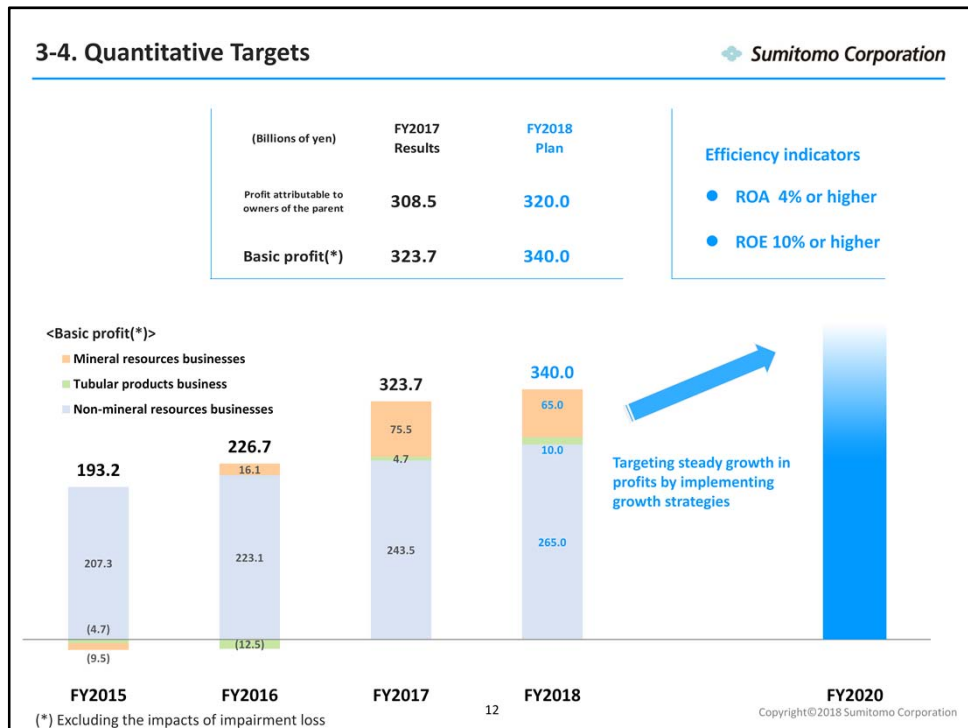 3-4. Quantitative Targets
Sumitomo Corporation
(Billions of yen)
FY2017
Results
FY2018
Plan
Profit attributable to
owners of the parent
308.5
320.0
Basic profit(*)
323.7
340.0
Efficiency indicators
● ROA 4% or higher
● ROE 10% or higher
<Basic profit(*)>
Mineral resources businesses
Tubular products business
Non-mineral resources businesses
193.2
207.3
(4.7)
(9.5)
226.7
16.1
223.1
(12.5)
323.7
75.5
4.7
243.5
340.0
65.0
10.0
265.0
Targeting steady growth in
profits by implementing
growth strategies
FY2015
FY2016
FY2017
FY2018
FY2020
(*) Excluding the impacts of impairment loss
12
Copyright©2018 Sumitomo Corporation